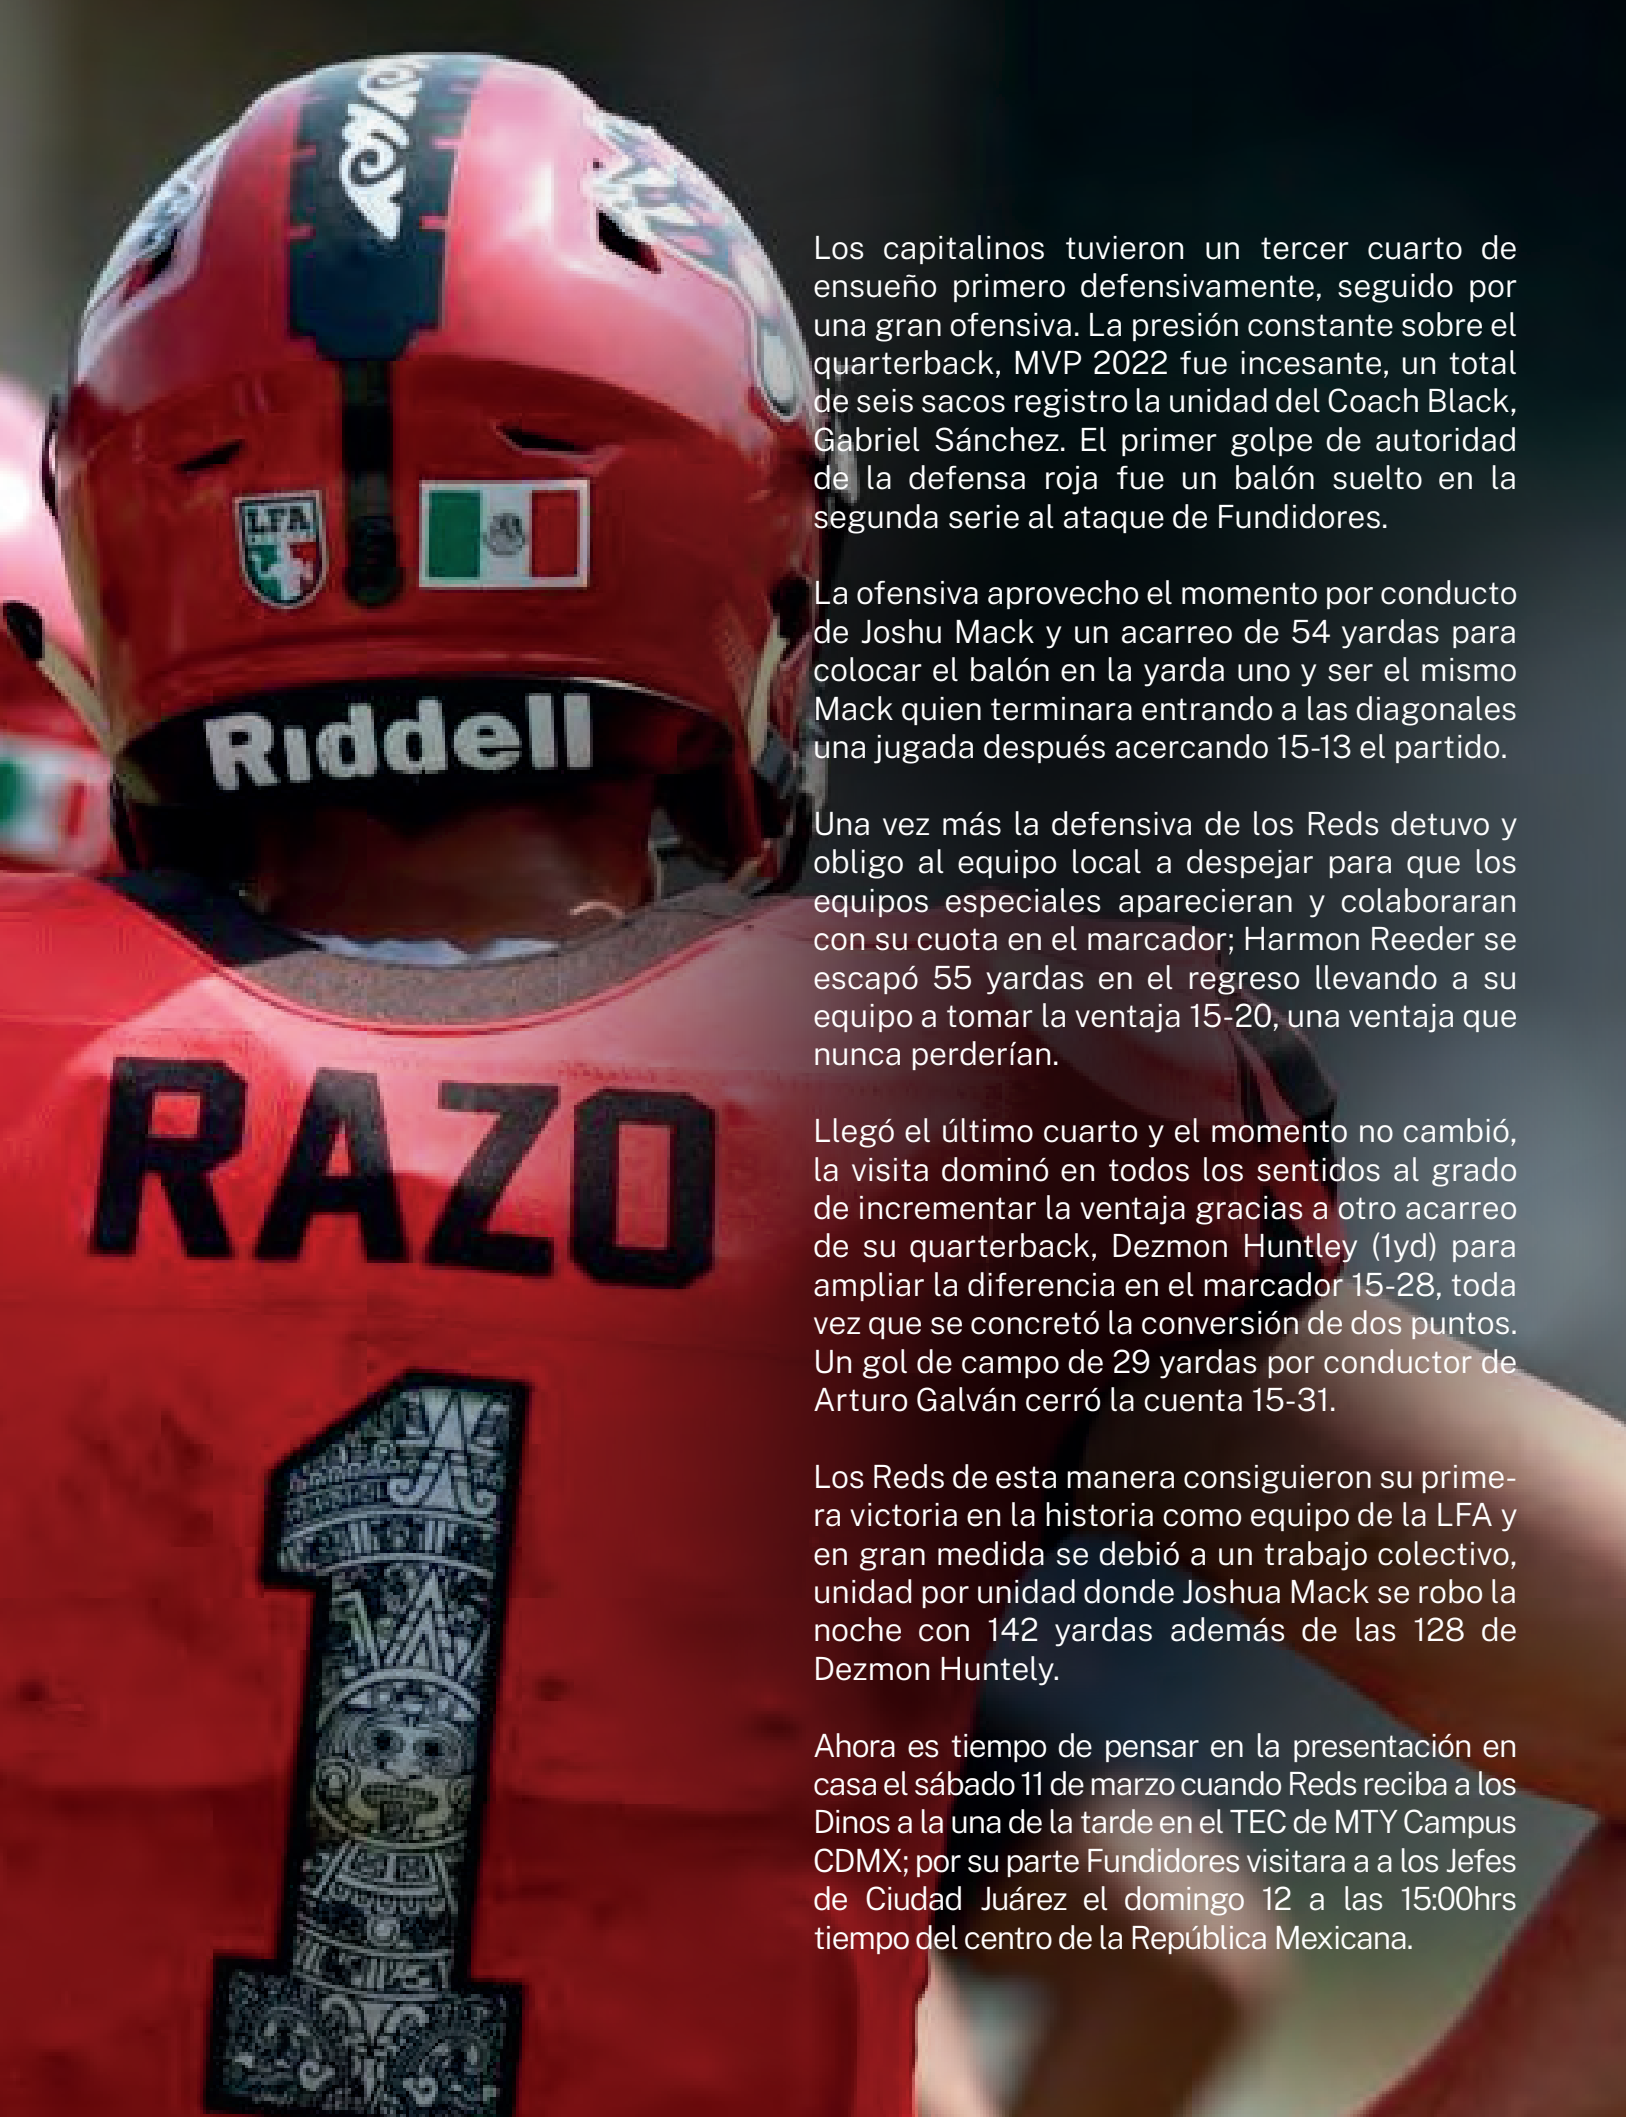 LFA
Riddell
RAZO
1
Los capitalinos tuvieron un tercer cuarto de
ensueño primero defensivamente, seguido por
una gran ofensiva. La presión constante sobre el
quarterback, MVP 2022 fue incesante, un total
de seis sacos registro la unidad del Coach Black,
Gabriel Sánchez. El primer golpe de autoridad
de la defensa roja fue un balón suelto en la
segunda serie al ataque de Fundidores.
La ofensiva aprovecho el momento por conducto
de Joshu Mack y un acarreo de 54 yardas para
colocar el balón en la yarda uno y ser el mismo
Mack quien terminara entrando a las diagonales
una jugada después acercando 15-13 el partido.
Una vez más la defensiva de los Reds detuvo y
obligo al equipo local a despejar para que los
equipos especiales aparecieran y colaboraran
con su cuota en el marcador; Harmon Reeder se
escapó 55 yardas en el regreso llevando a su
equipo a tomar la ventaja 15-20, una ventaja que
nunca perderían.
Llegó el último cuarto y el momento no cambió,
la visita dominó en todos los sentidos al grado
de incrementar la ventaja gracias a otro acarreo
de su quarterback, Dezmon Huntley (1yd) para
ampliar la diferencia en el marcador 15-28, toda
vez que se concretó la conversión de dos puntos.
Un gol de campo de 29 yardas por conductor de
Arturo Galván cerró la cuenta 15-31.
Los Reds de esta manera consiguieron su prime-
ra victoria en la historia como equipo de la LFA y
en gran medida se debió a un trabajo colectivo,
unidad por unidad donde Joshua Mack se robo la
noche con 142 yardas además de las 128 de
Dezmon Huntely.
Ahora es tiempo de pensar en la presentación en
casa el sábado 11 de marzo cuando Reds reciba a los
Dinos a la una de la tarde en el TEC de MTY Campus
CDMX; por su parte Fundidores visitara a a los Jefes
de Ciudad Juárez el domingo 12 a las 15:00hrs
tiempo del centro de la República Mexicana.